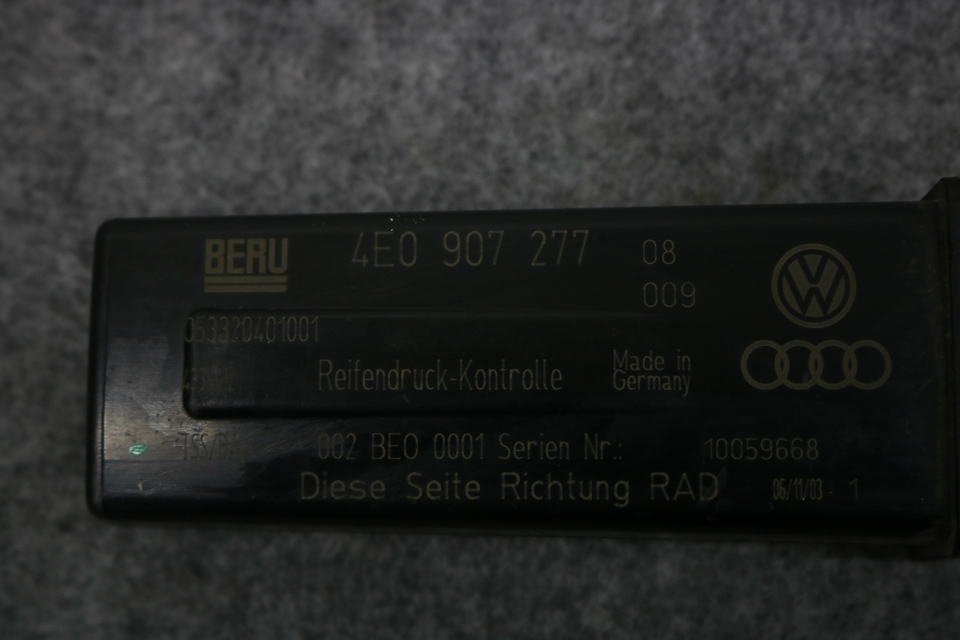 BERU 4E0 907 277 08
009
053320401001
Reifendruck-Kontrolle Made in
Germany
002 BE0 0001 Serien Nr.: 10059668
Diese Seite Richtung RAD 06/11/03 - 1